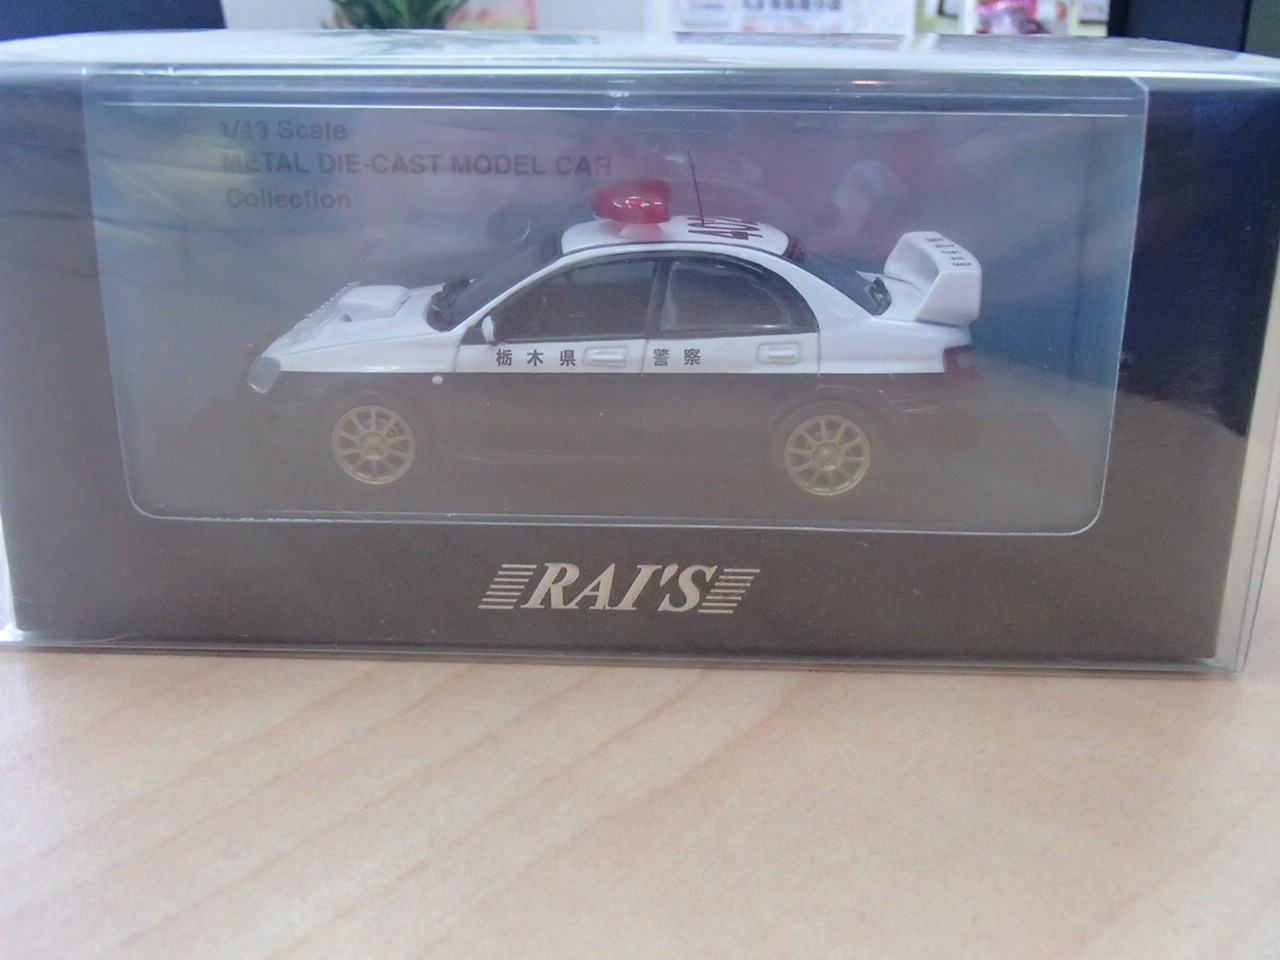 1/43 Scale
METAL DIE-CAST MODEL CAR
Collection
栃木県警察
RAI'S